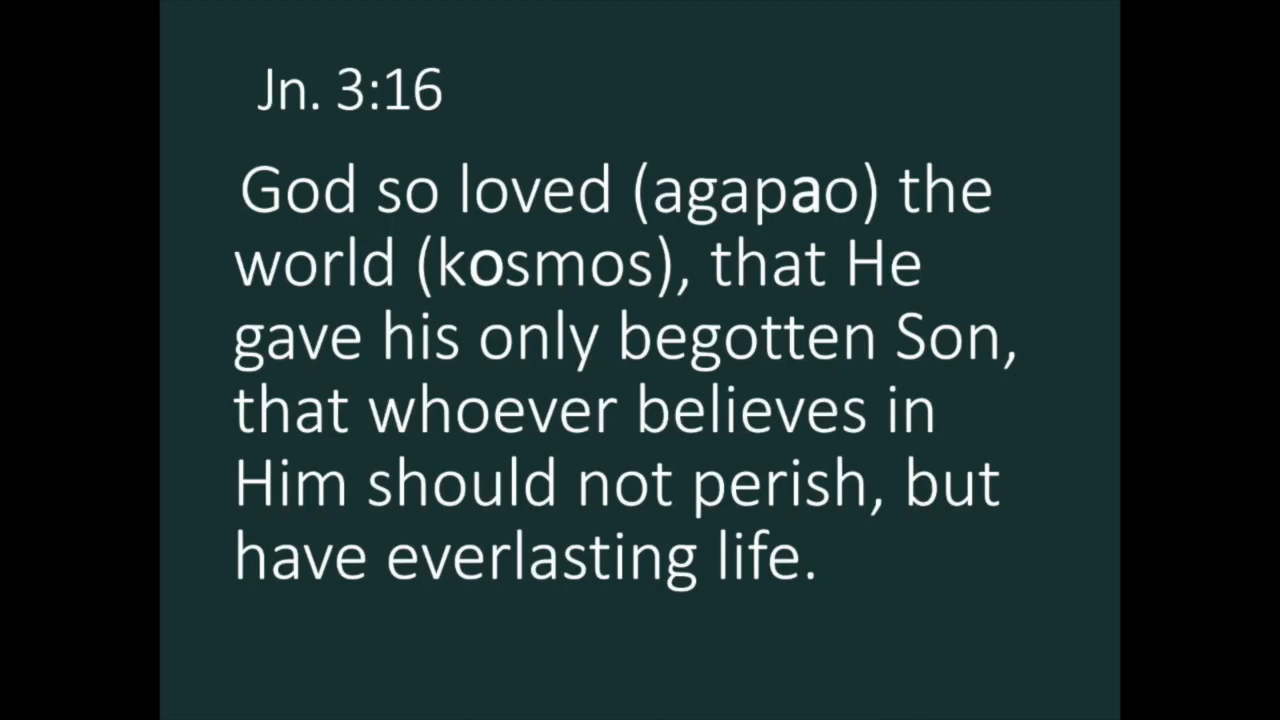 Jn. 3:16
God so loved (agapao) the
world (kosmos), that He
gave his only begotten Son,
that whoever believes in
Him should not perish, but
have everlasting life.